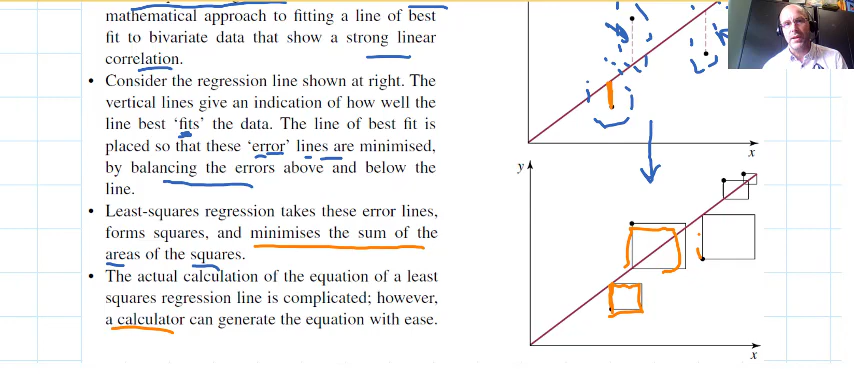 mathematical approach to fitting a line of best
fit to bivariate data that show a strong linear
correlation.
• Consider the regression line shown at right. The
vertical lines give an indication of how well the
line best ‘fits’ the data. The line of best fit is
placed so that these ‘error’ lines are minimised,
by balancing the errors above and below the
line.
• Least-squares regression takes these error lines,
forms squares, and minimises the sum of the
areas of the squares.
• The actual calculation of the equation of a least
squares regression line is complicated; however,
a calculator can generate the equation with ease.
x
y
x